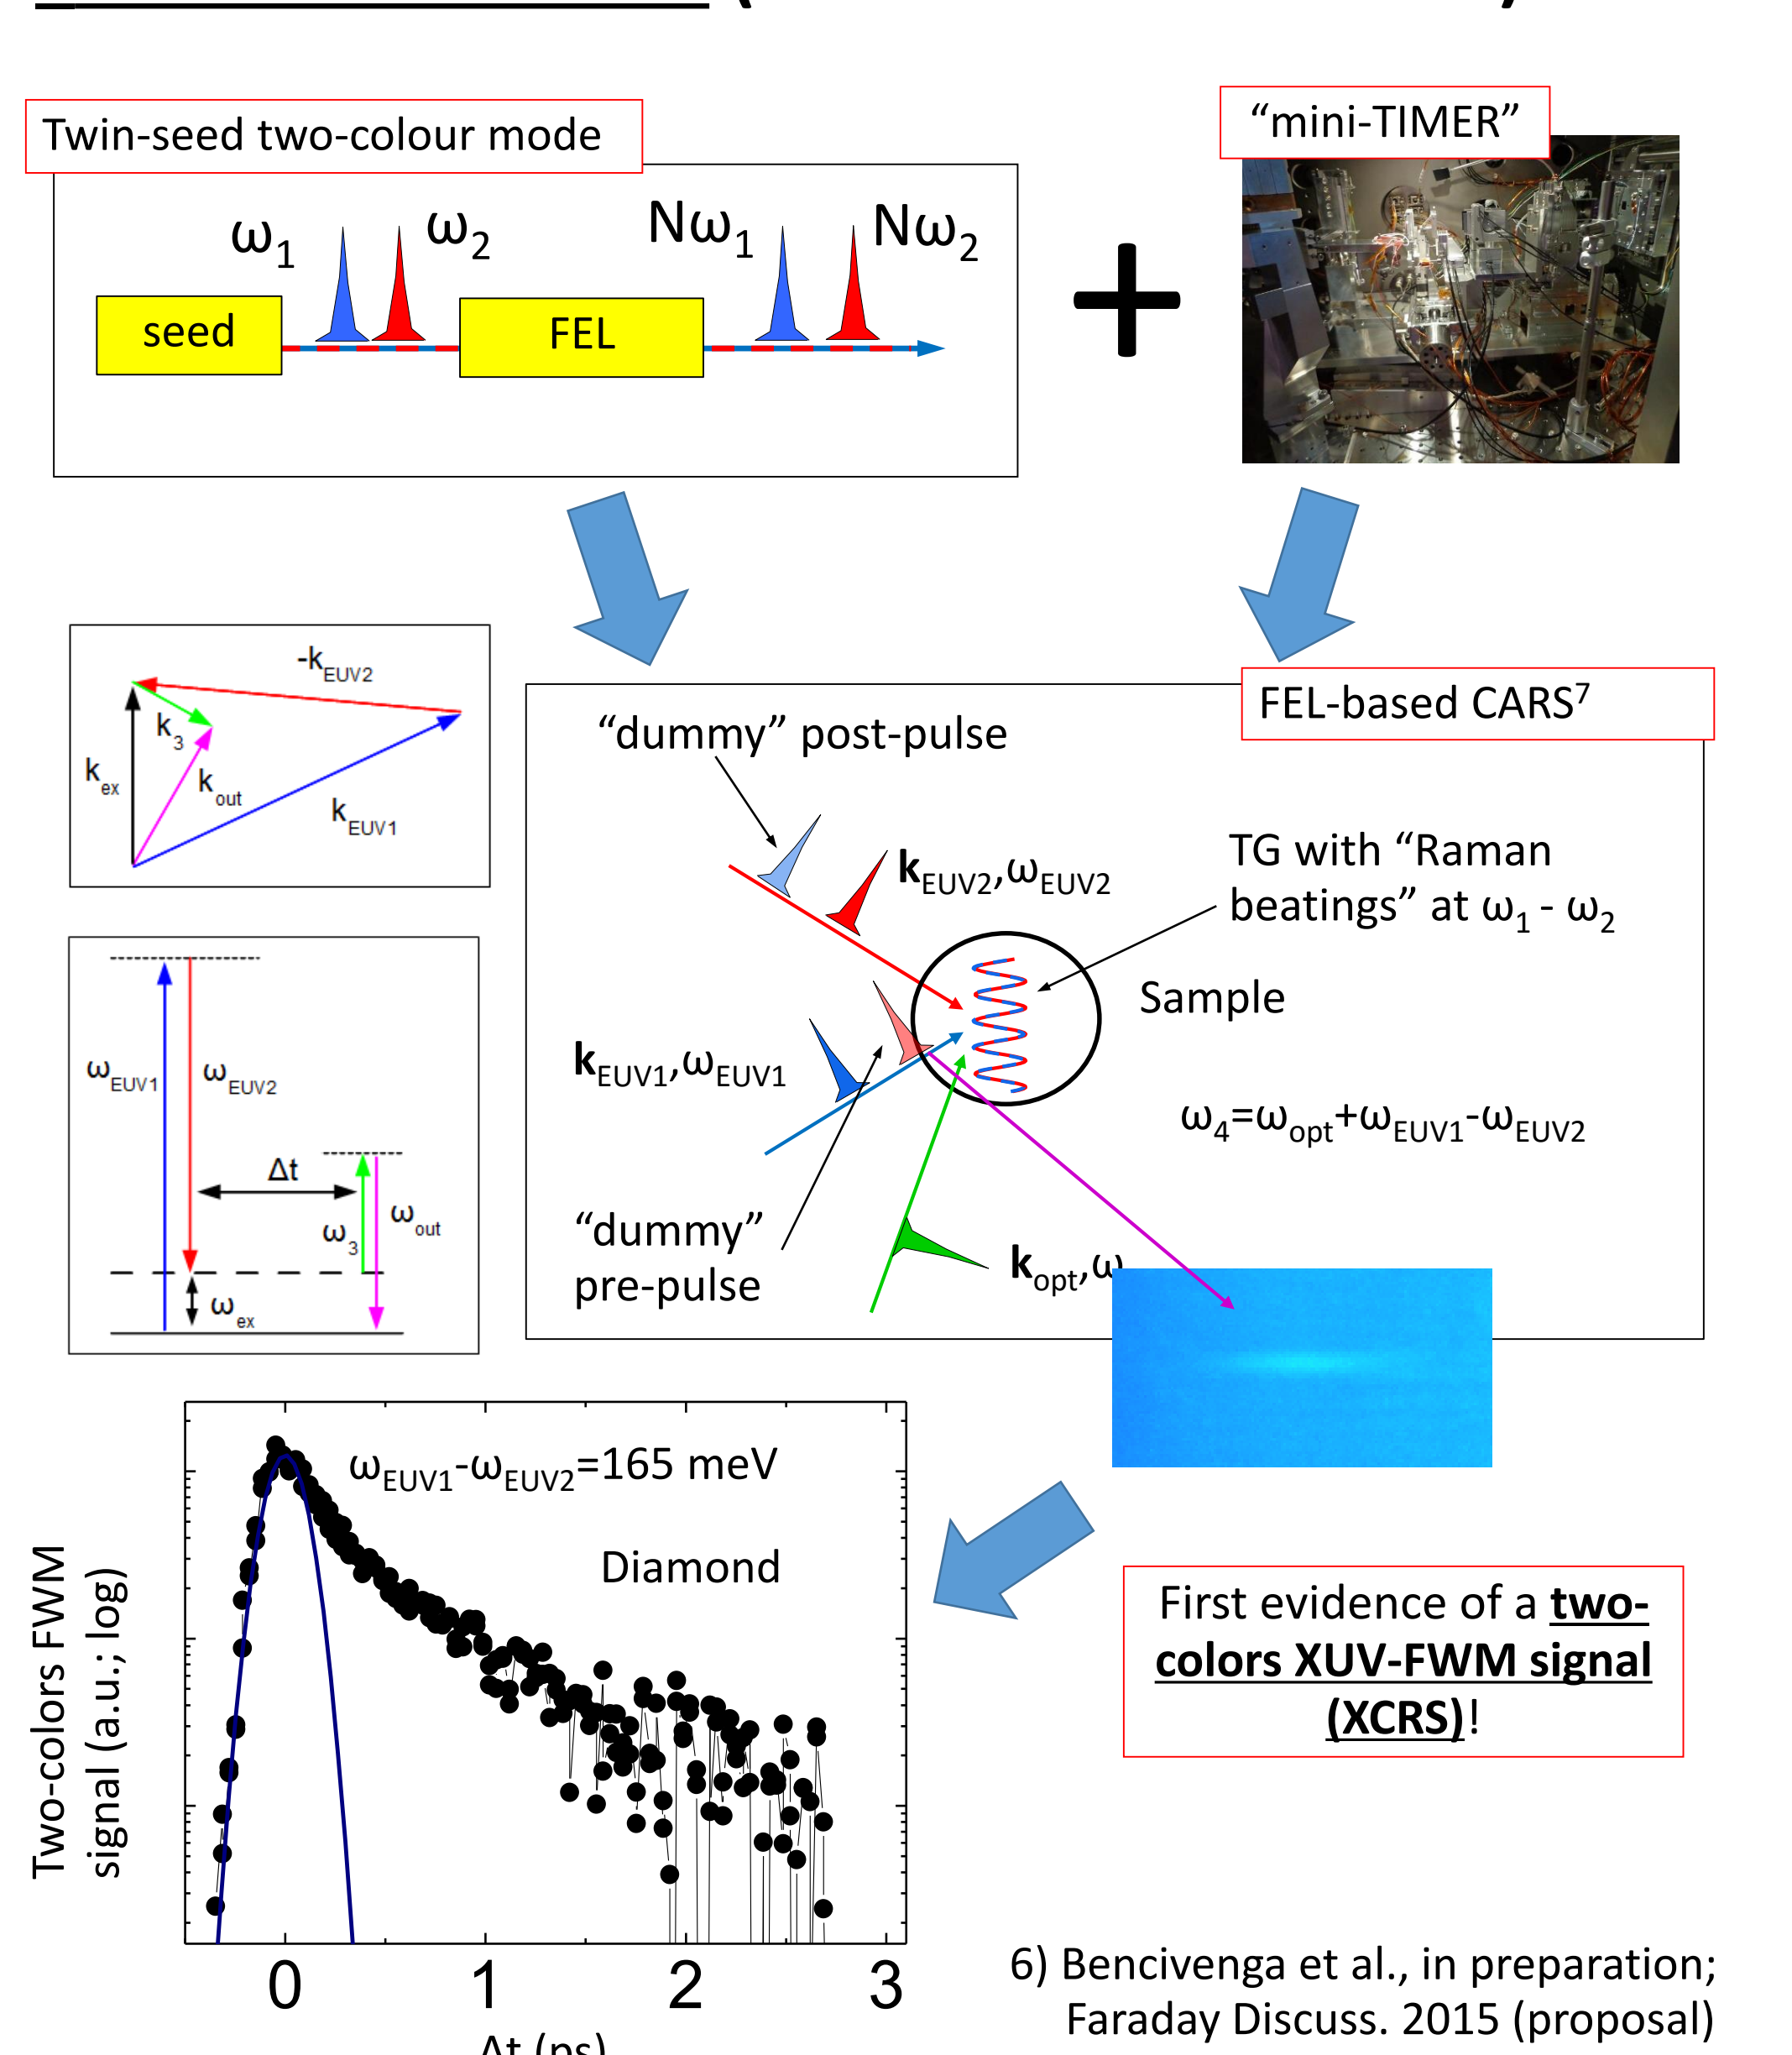 Twin-seed two-colour mode
“mini-TIMER”
ω1
ω2
Nω1
Nω2
seed
FEL
+
-kEUV2
k3
kex
kout
kEUV1
FEL-based CARS7
“dummy” post-pulse
kEUV2,ωEUV2
TG with “Raman
beatings” at ω1 - ω2
Sample
kEUV1,ωEUV1
ω4=ωopt+ωEUV1-ωEUV2
“dummy”
pre-pulse
kopt,ω
ωEUV1
ωEUV2
Δt
ω3
ωout
ωex
ωEUV1-ωEUV2=165 meV
Diamond
Two-colors FWM
signal (a.u.; log)
0 1 2 3
Δt (ps)
First evidence of a two-
colors XUV-FWM signal
(XCRS)!
6) Bencivenga et al., in preparation;
Faraday Discuss. 2015 (proposal)